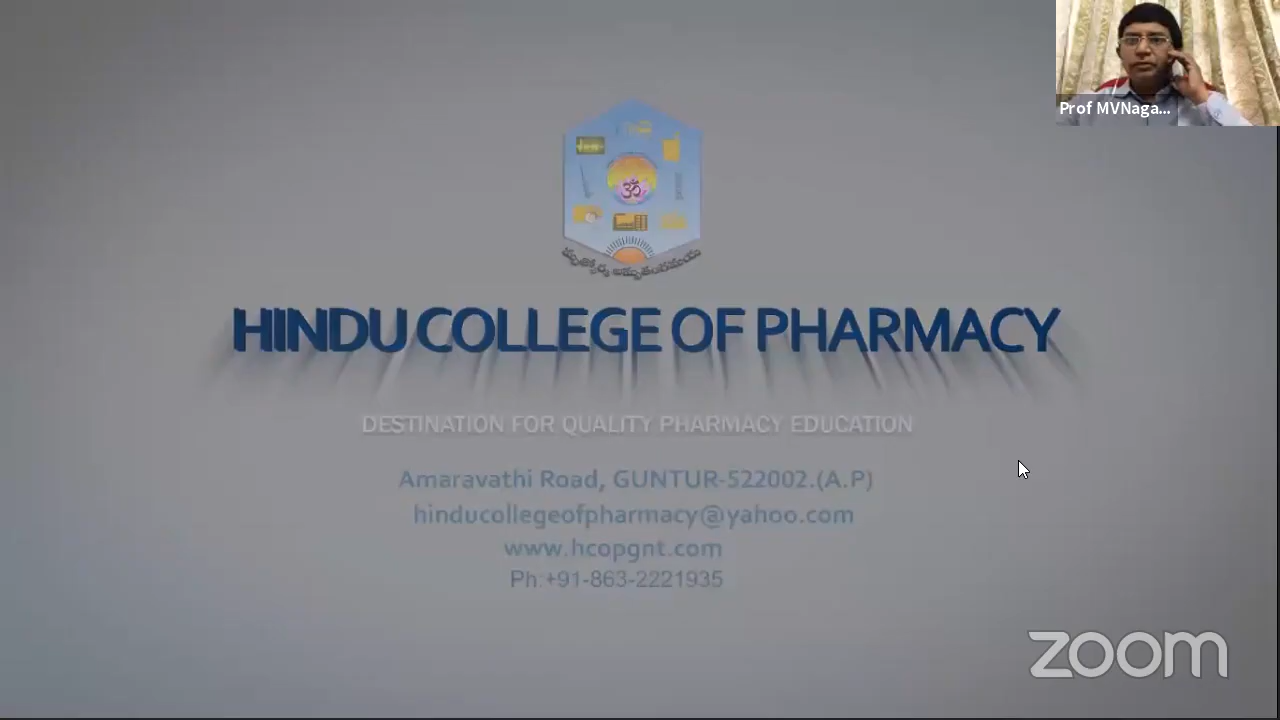 Prof MVNaga...
HINDU COLLEGE OF PHARMACY
DESTINATION FOR QUALITY PHARMACY EDUCATION
Amaravathi Road, GUNTUR-522002.(A.P)
hinducollegeofpharmacy@yahoo.com
www.hcopgnt.com
Ph:+91-863-2221935
zoom